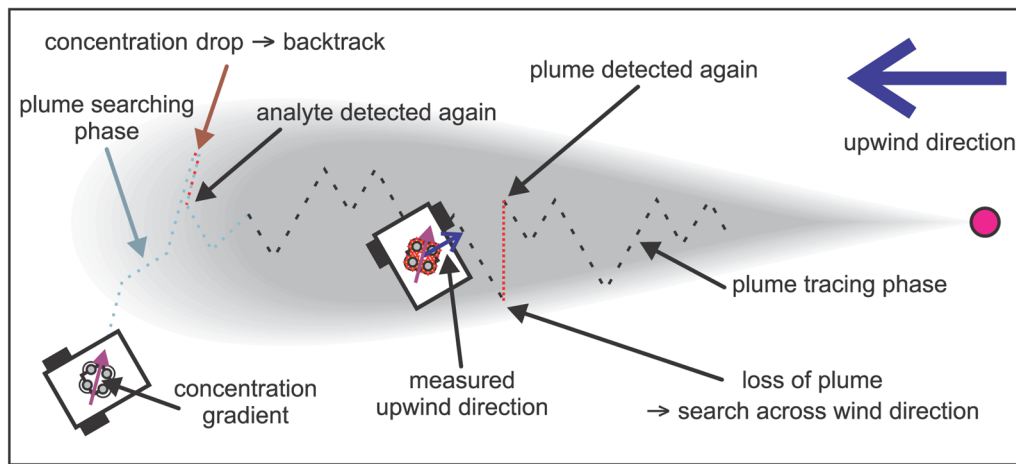 concentration drop → backtrack
plume searching
phase
analyte detected again
plume detected again
upwind direction
plume tracing phase
concentration
gradient
measured
upwind direction
loss of plume
→ search across wind direction